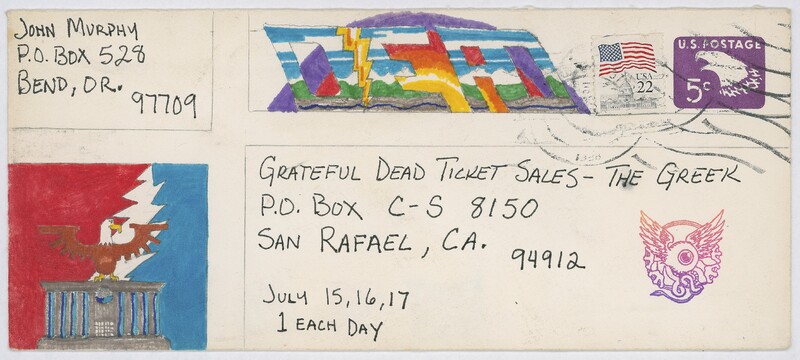 JOHN MURPHY
P.O. BOX 528
BEND, OR.
97709
DEAD
USA
22
U.S. POSTAGE
5c
GRATEFUL DEAD TICKET SALES - THE GREEK
P.O. BOX C-S 8150
SAN RAFAEL, CA.
94912
JULY 15, 16, 17
1 EACH DAY